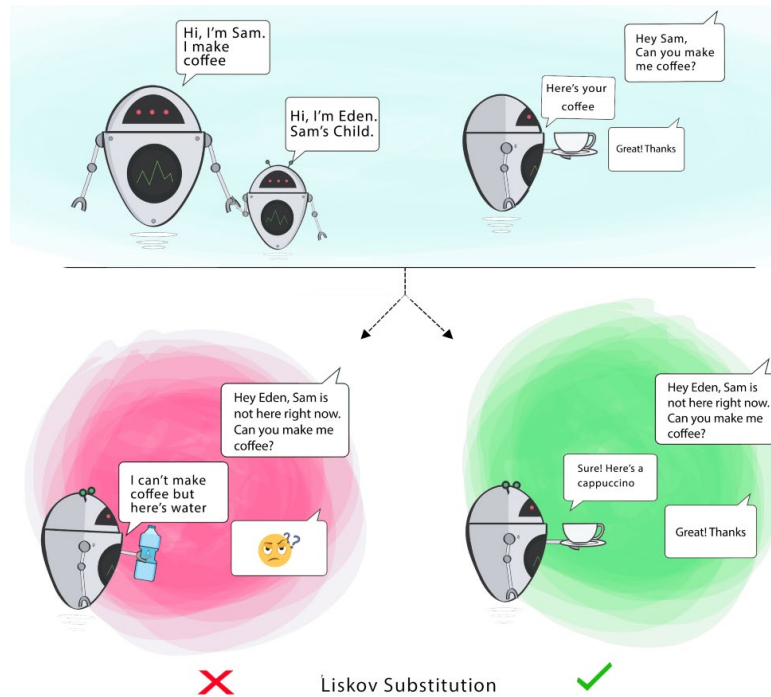 Hi, I'm Sam.
I make
coffee
Hi, I'm Eden.
Sam's Child.
Hey Sam,
Can you make
me coffee?
Here's your
coffee
Great! Thanks
Hey Eden, Sam is
not here right now.
Can you make me
coffee?
I can't make
coffee but
here's water
??
Hey Eden, Sam is
not here right now.
Can you make me
coffee?
Sure! Here's a
cappuccino
Great! Thanks
Liskov Substitution